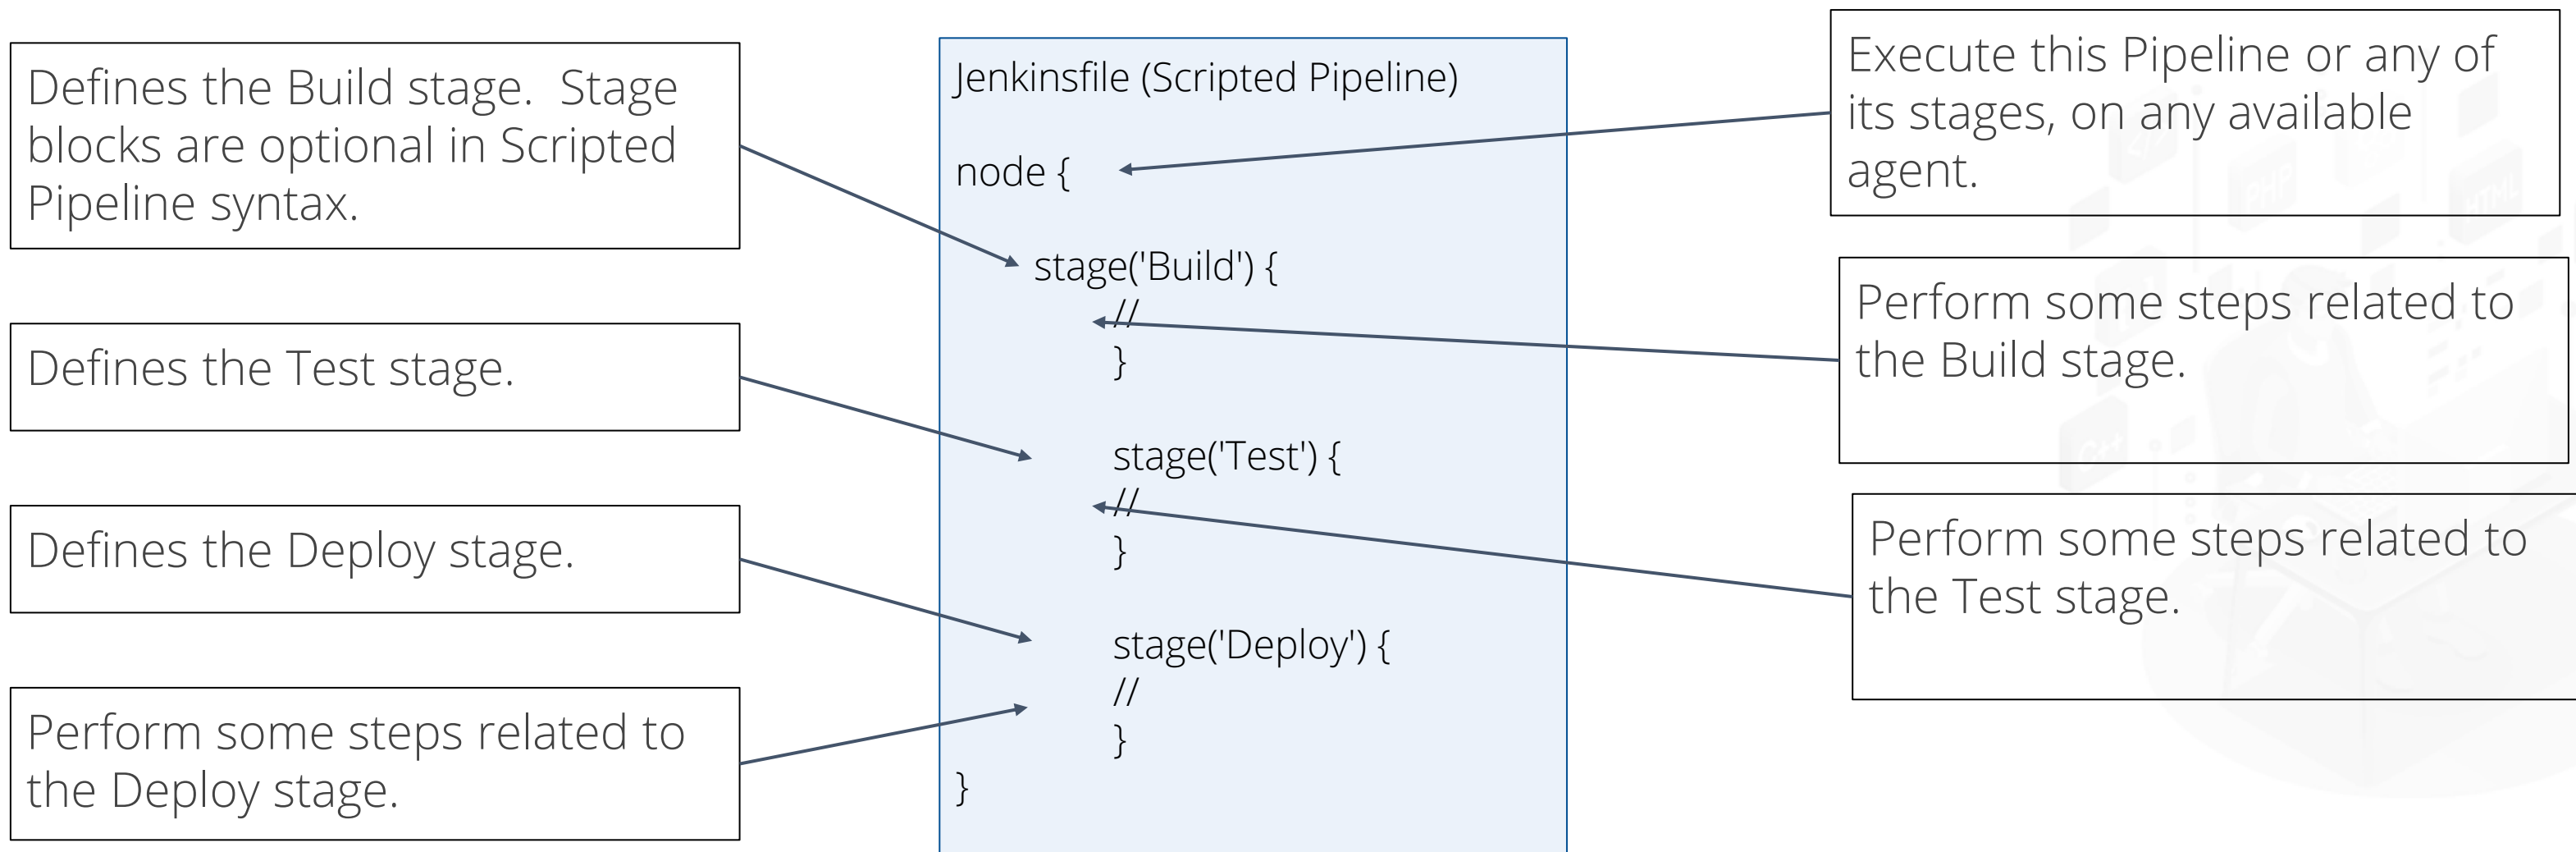 Defines the Build stage.  Stage
blocks are optional in Scripted
Pipeline syntax.
Defines the Test stage.
Defines the Deploy stage.
Perform some steps related to
the Deploy stage.
Jenkinsfile (Scripted Pipeline)
node {
stage('Build') {
//
}
stage('Test') {
//
}
stage('Deploy') {
//
}
}
Execute this Pipeline or any of
its stages, on any available
agent.
Perform some steps related to
the Build stage.
Perform some steps related to
the Test stage.